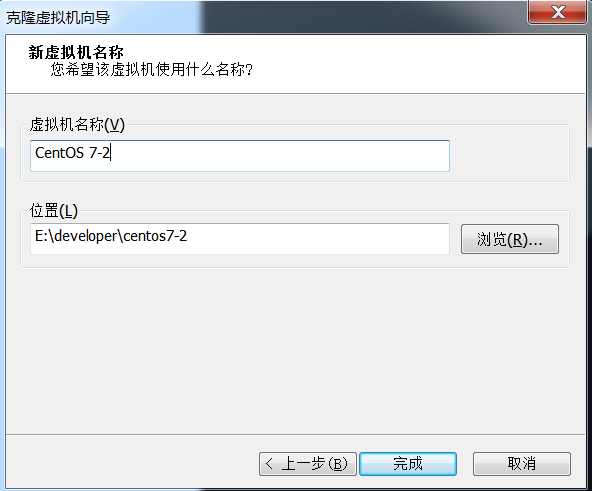 克隆虚拟机向导
新虚拟机名称
您希望该虚拟机使用什么名称?
虚拟机名称(V)
CentOS 7-2
位置(L)
E:\developer\centos7-2
浏览(R)...
< 上一步(B)
完成
取消